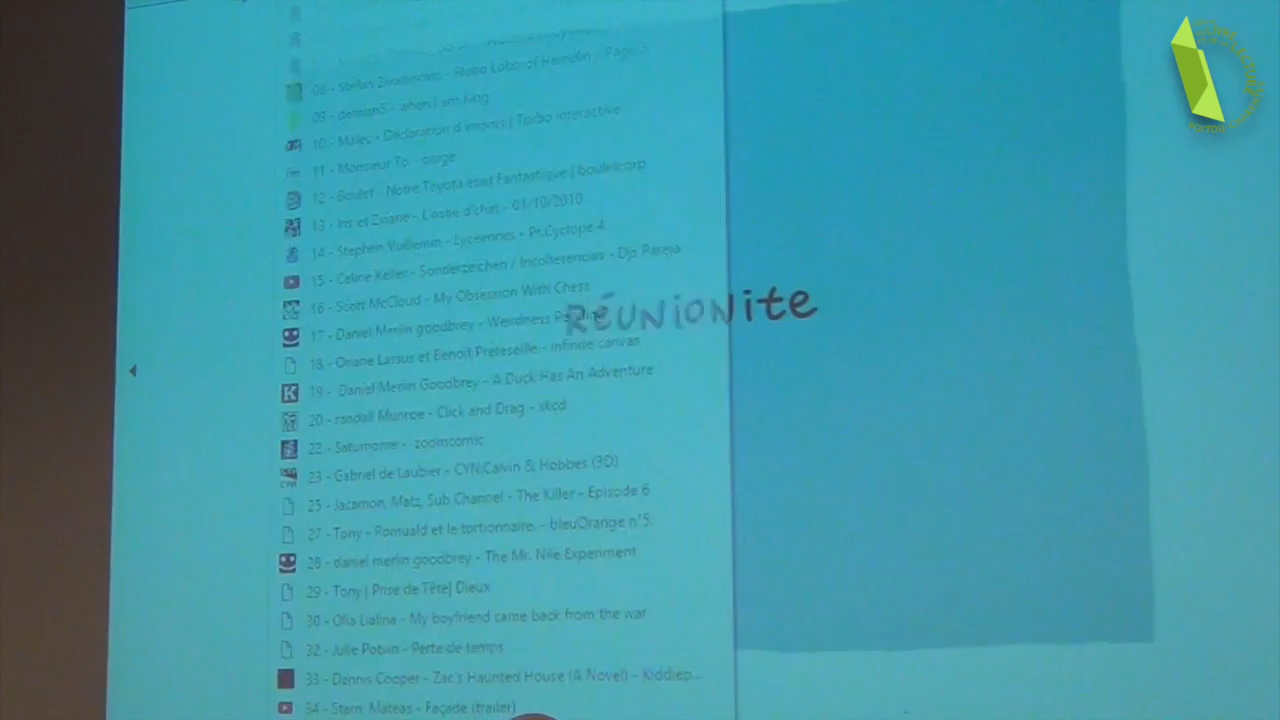 08 - Stefan Zivadinovic - Hobo Lobo of Hamelin - Page 3
09 - demian5 - when I am King
10 - Malec - Déclaration d'impôts | Turbo Interactive
11 - Monsieur To
12 - Boulet - Notre Toyota était Fantastique | bouletcorp
13 - Iris et Zviane - L'ostie d'chat - 01/10/2010
14 - Stephen Vuillemin - Lycéennes - Pr.Cyclope 4
15 - Céline Keller - Sonderzeichen / Incoherencias - Djs Pareja
16 - Scott McCloud - My Obsession With Chess
17 - Daniel Merlin goodbrey - Weirdness
RÉUNIONite
18 - Oriane Lassus et Benoit Preteseille - infinite canvas
19 - Daniel Merlin Goodbrey - A Duck Has An Adventure
20 - randall Munroe - Click and Drag - xkcd
22 - Saturnome - zoomcomic
23 - Gabriel de Laubier - CVN:Calvin & Hobbes (3D)
25 - Jacamon, Matz, Sub Channel - The Killer - Episode 6
27 - Tony - Romuald et le tortionnaire. - bleuOrange n°5.
28 - daniel merlin goodbrey - The Mr. Nile Experiment
29 - Tony | Prise de Tête| Dieux
30 - Olia Lialina - My boyfriend came back from the war
32 - Julie Potvin - Perte de temps
33 - Dennis Cooper - Zac's Haunted House (A Novel) - Kiddiep...
34 - Stern, Mateas - Façade (trailer)